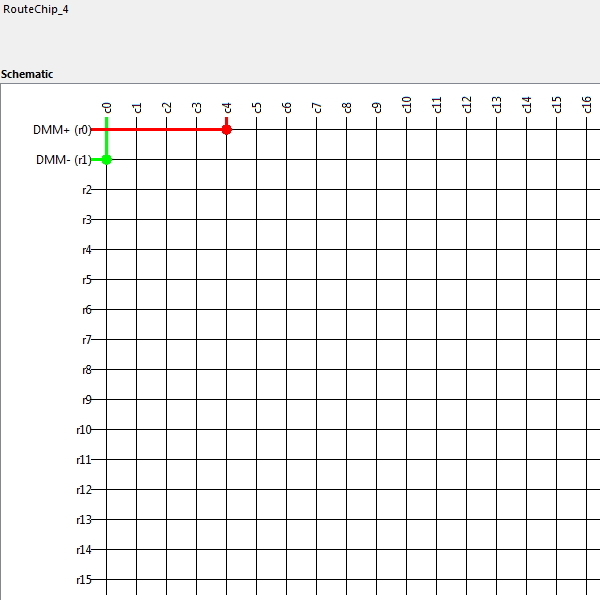 RouteChip_4
Schematic
c0 c1 c2 c3 c4 c5 c6 c7 c8 c9 c10 c11 c12 c13 c14 c15 c16
DMM+ (r0)
DMM- (r1)
r2
r3
r4
r5
r6
r7
r8
r9
r10
r11
r12
r13
r14
r15